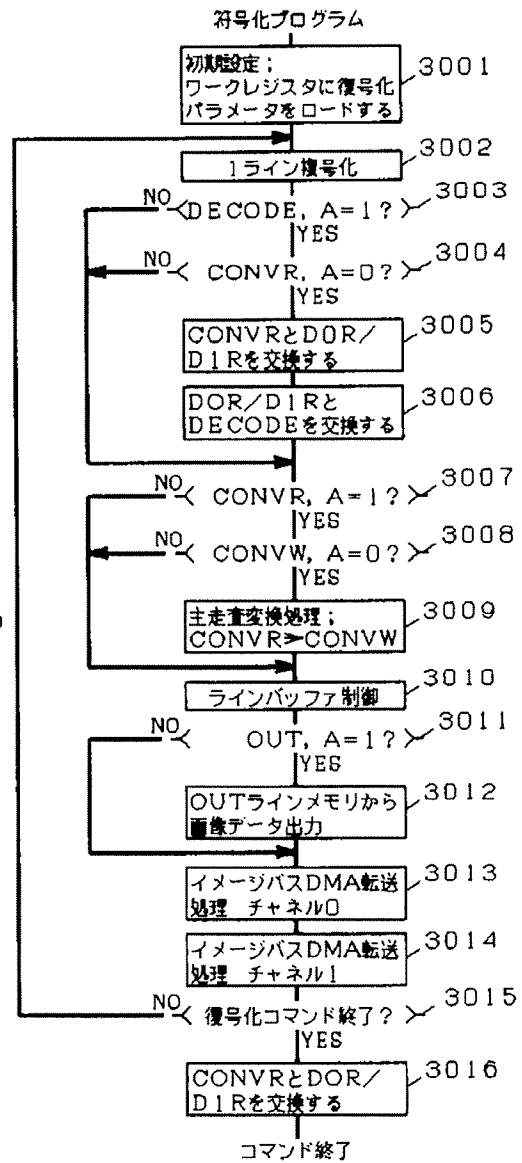 符号化プログラム
初期設定；
ワークレジスタに復号化
パラメータをロードする
3001
1ライン複号化
3002
NO DECODE, A=1?
3003
YES
NO CONVR, A=0?
3004
YES
CONVRとDOR/
D1Rを交換する
3005
DOR/D1Rと
DECODEを交換する
3006
NO CONVR, A=1?
3007
YES
NO CONVW, A=0?
3008
YES
主走査変換処理；
CONVR>CONVW
3009
ラインバッファ制御
3010
NO OUT, A=1?
3011
YES
OUTラインメモリから
画像データ出力
3012
イメージバスDMA転送
処理 チャネル0
3013
イメージバスDMA転送
処理 チャネル1
3014
NO 復号化コマンド終了?
3015
YES
CONVRとDOR/
D1Rを交換する
3016
コマンド終了